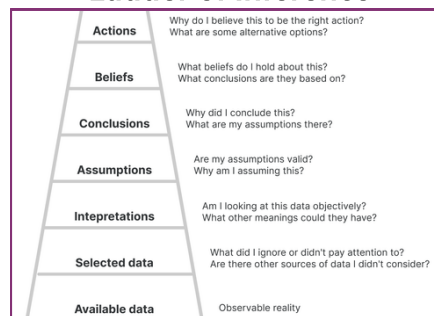 Actions
Why do I believe this to be the right action?
What are some alternative options?
Beliefs
What beliefs do I hold about this?
What conclusions are they based on?
Conclusions
Why did I conclude this?
What are my assumptions there?
Assumptions
Are my assumptions valid?
Why am I assuming this?
Intepretations
Am I looking at this data objectively?
What other meanings could they have?
Selected data
What did I ignore or didn't pay attention to?
Are there other sources of data I didn't consider?
Available data
Observable reality